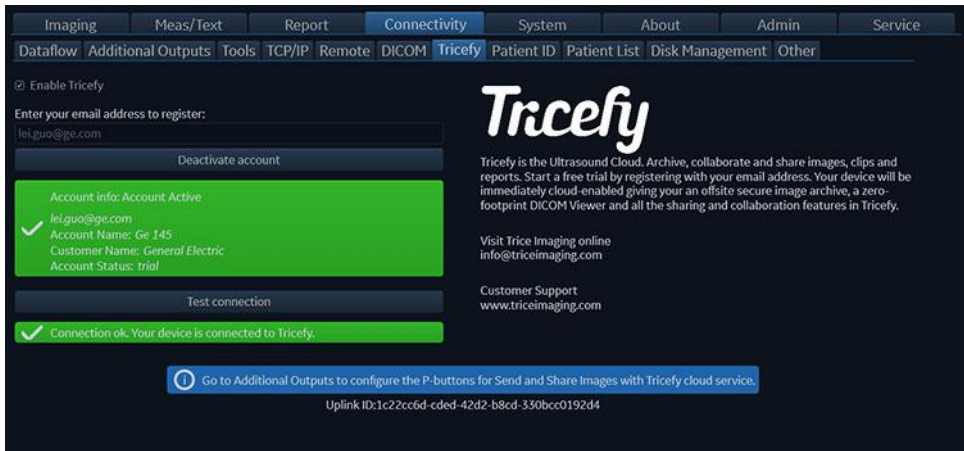 Imaging Meas/Text Report Connectivity System About Admin Service
Dataflow Additional Outputs Tools TCP/IP Remote DICOM Tricefy Patient ID Patient List Disk Management Other
Enable Tricefy
Enter your email address to register:
lei.guo@ge.com
Deactivate account
Account info: Account Active
lei.guo@ge.com
Account Name: Ge 145
Customer Name: General Electric
Account Status: trial
Test connection
Connection ok. Your device is connected to Tricefy.
Tricefy
Tricefy is the Ultrasound Cloud. Archive, collaborate and share images, clips and
reports. Start a free trial by registering with your email address. Your device will be
immediately cloud-enabled giving your an offsite secure image archive, a zero-
footprint DICOM Viewer and all the sharing and collaboration features in Tricefy.
Visit Trice Imaging online
info@triceimaging.com
Customer Support
www.triceimaging.com
Go to Additional Outputs to configure the P-buttons for Send and Share Images with Tricefy cloud service.
Uplink ID:1c22cc6d-cded-42d2-b8cd-330bcc0192d4